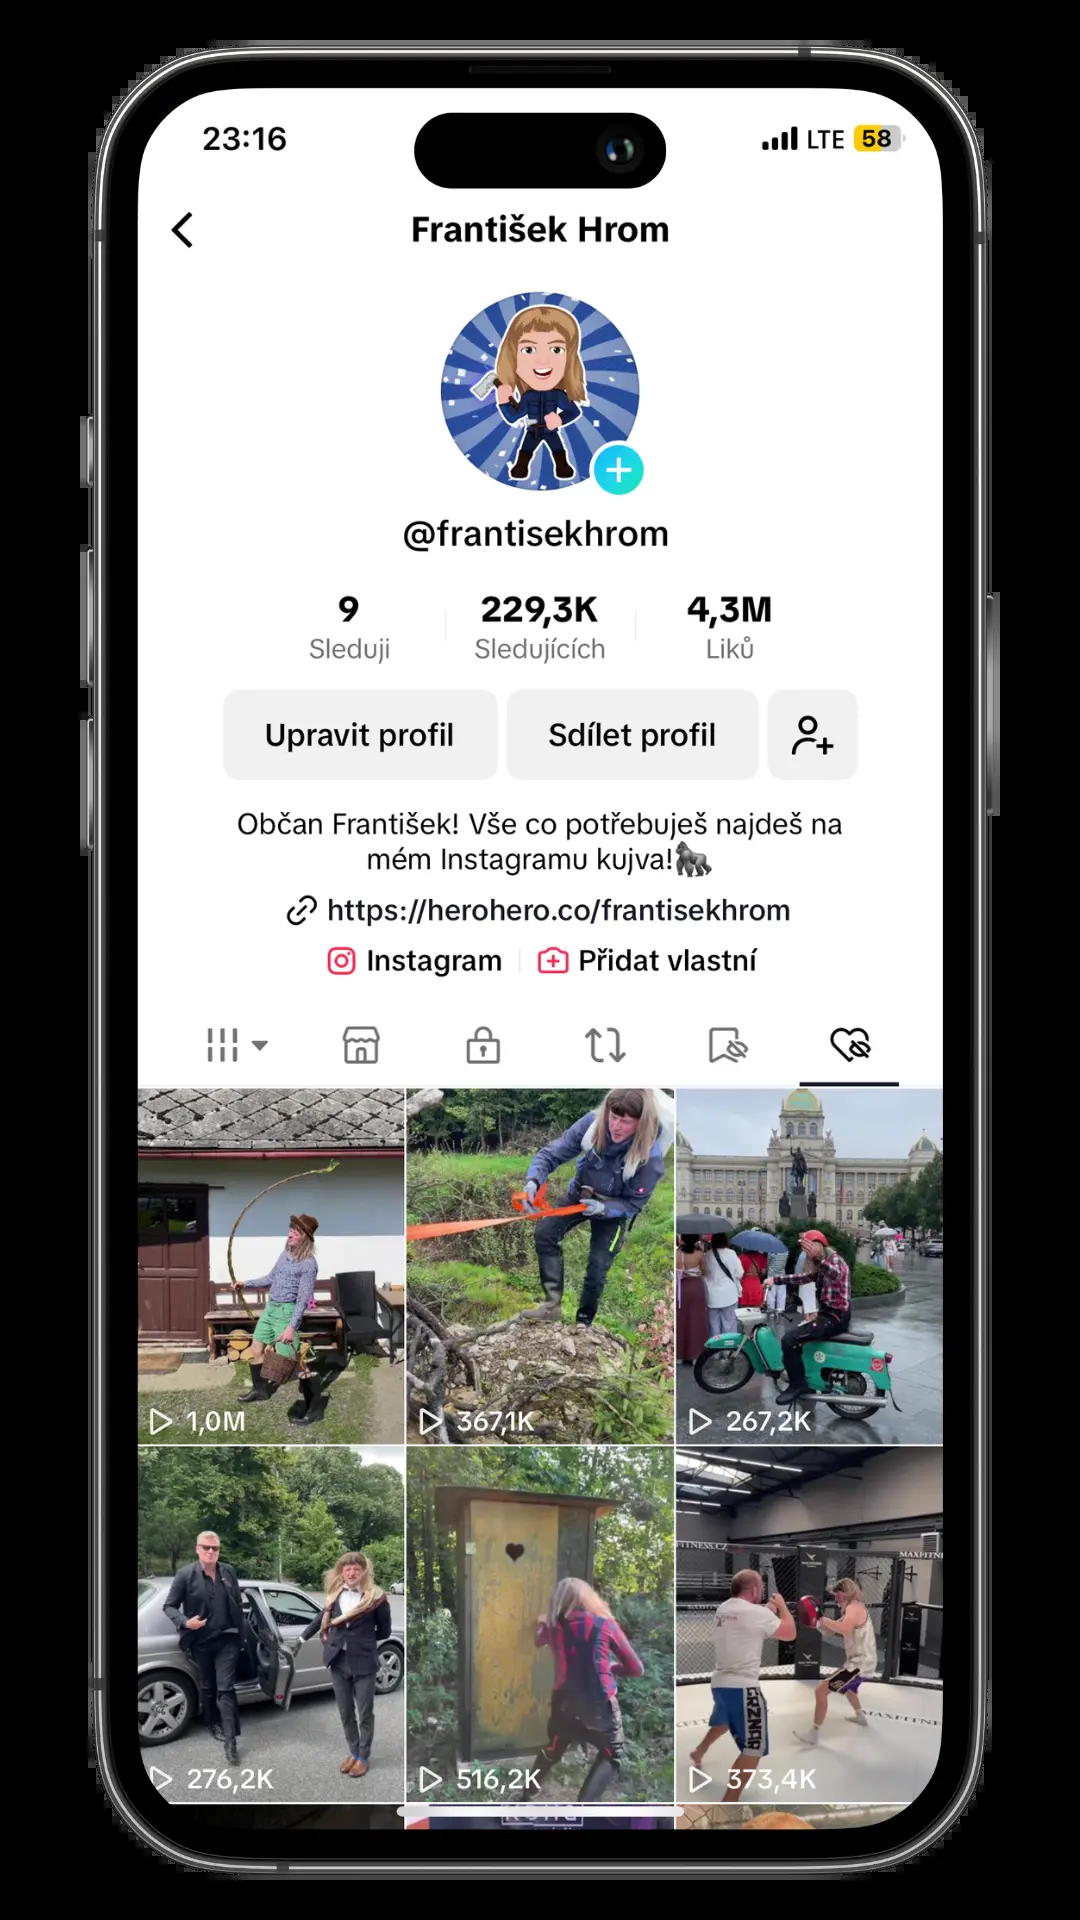 23:16
LTE 58
František Hrom
@frantisekhrom
9 229,3K 4,3M
Sleduji Sledujících Liků
Upravit profil Sdílet profil
Občan František! Vše co potřebuješ najdeš na
mém Instagramu kujva!🦍
https://herohero.co/frantisekhrom
Instagram Přidat vlastní
1,0M 367,1K 267,2K
MAXFITNE
MAXFITNE
276,2K 516,2K 373,4K